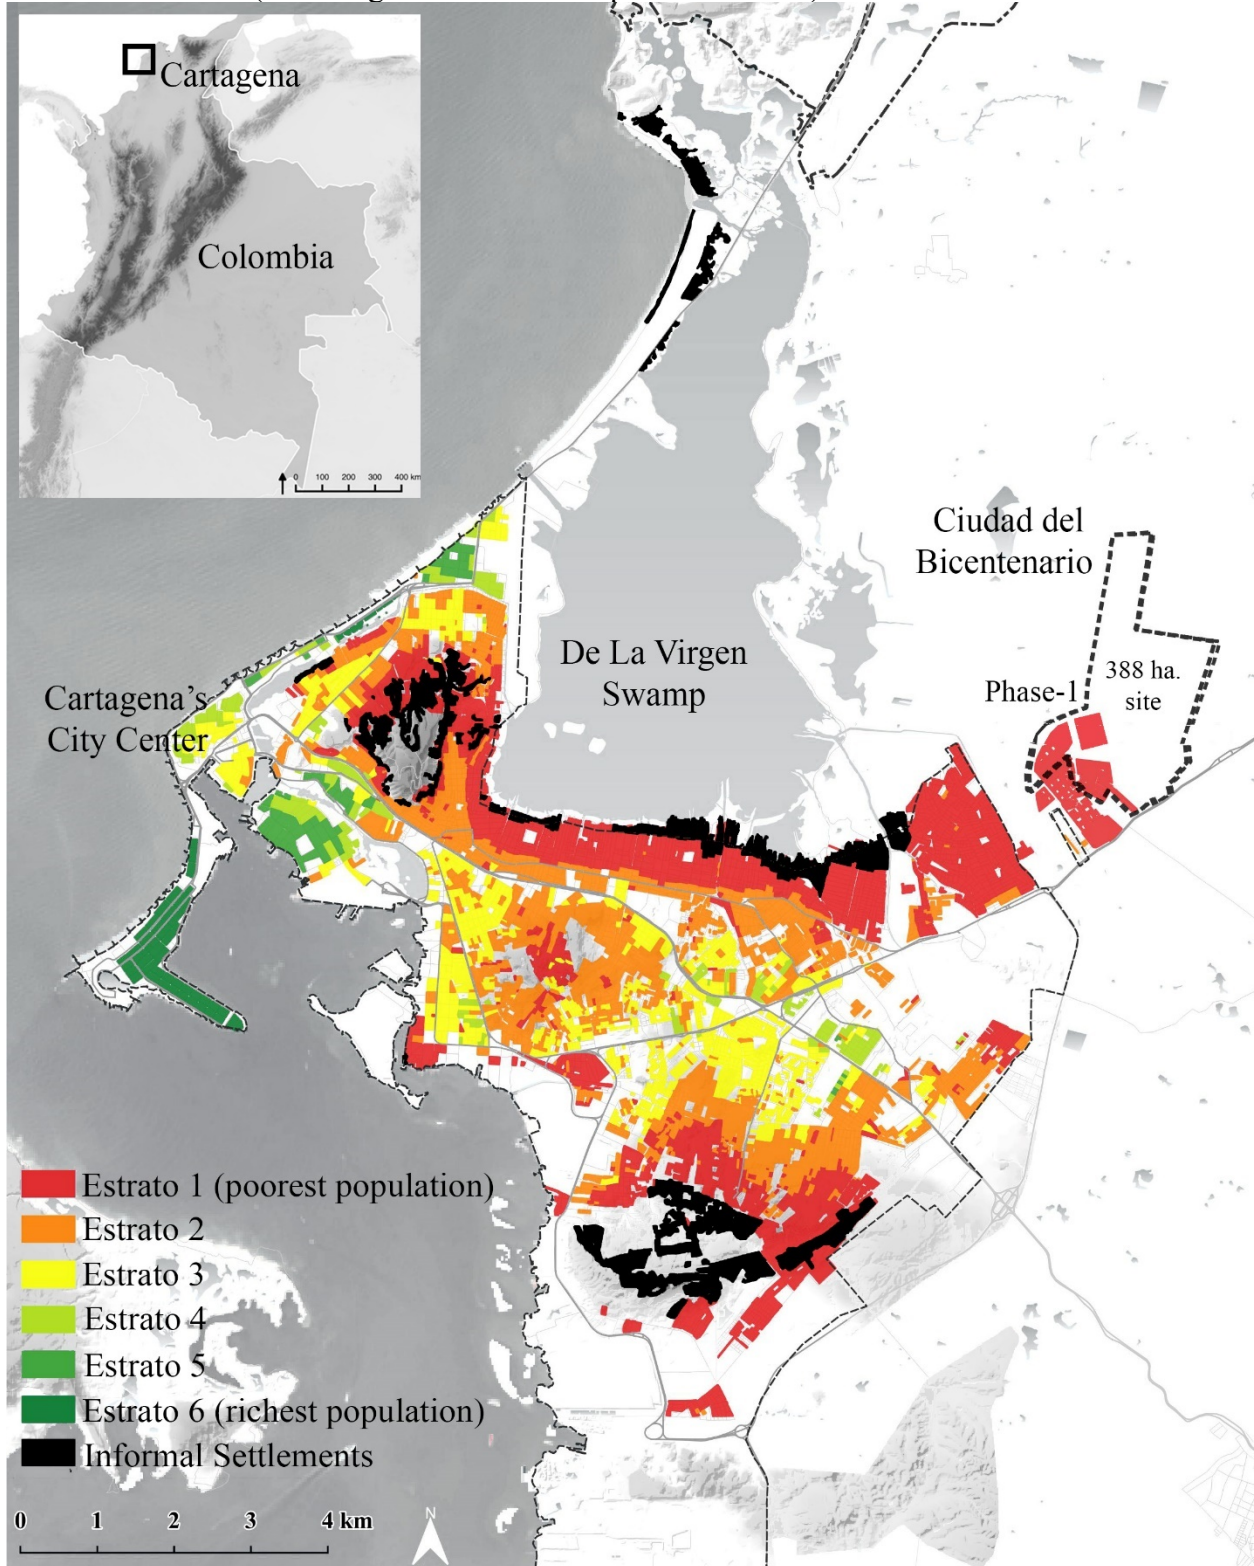 Cartagena
Colombia
0 100 200 300 400 km
Ciudad del
Bicentenario
De La Virgen
Swamp
Phase-1
388 ha.
site
Cartagena's
City Center
Estrato 1 (poorest population)
Estrato 2
Estrato 3
Estrato 4
Estrato 5
Estrato 6 (richest population)
Informal Settlements
0 1 2 3 4 km
N